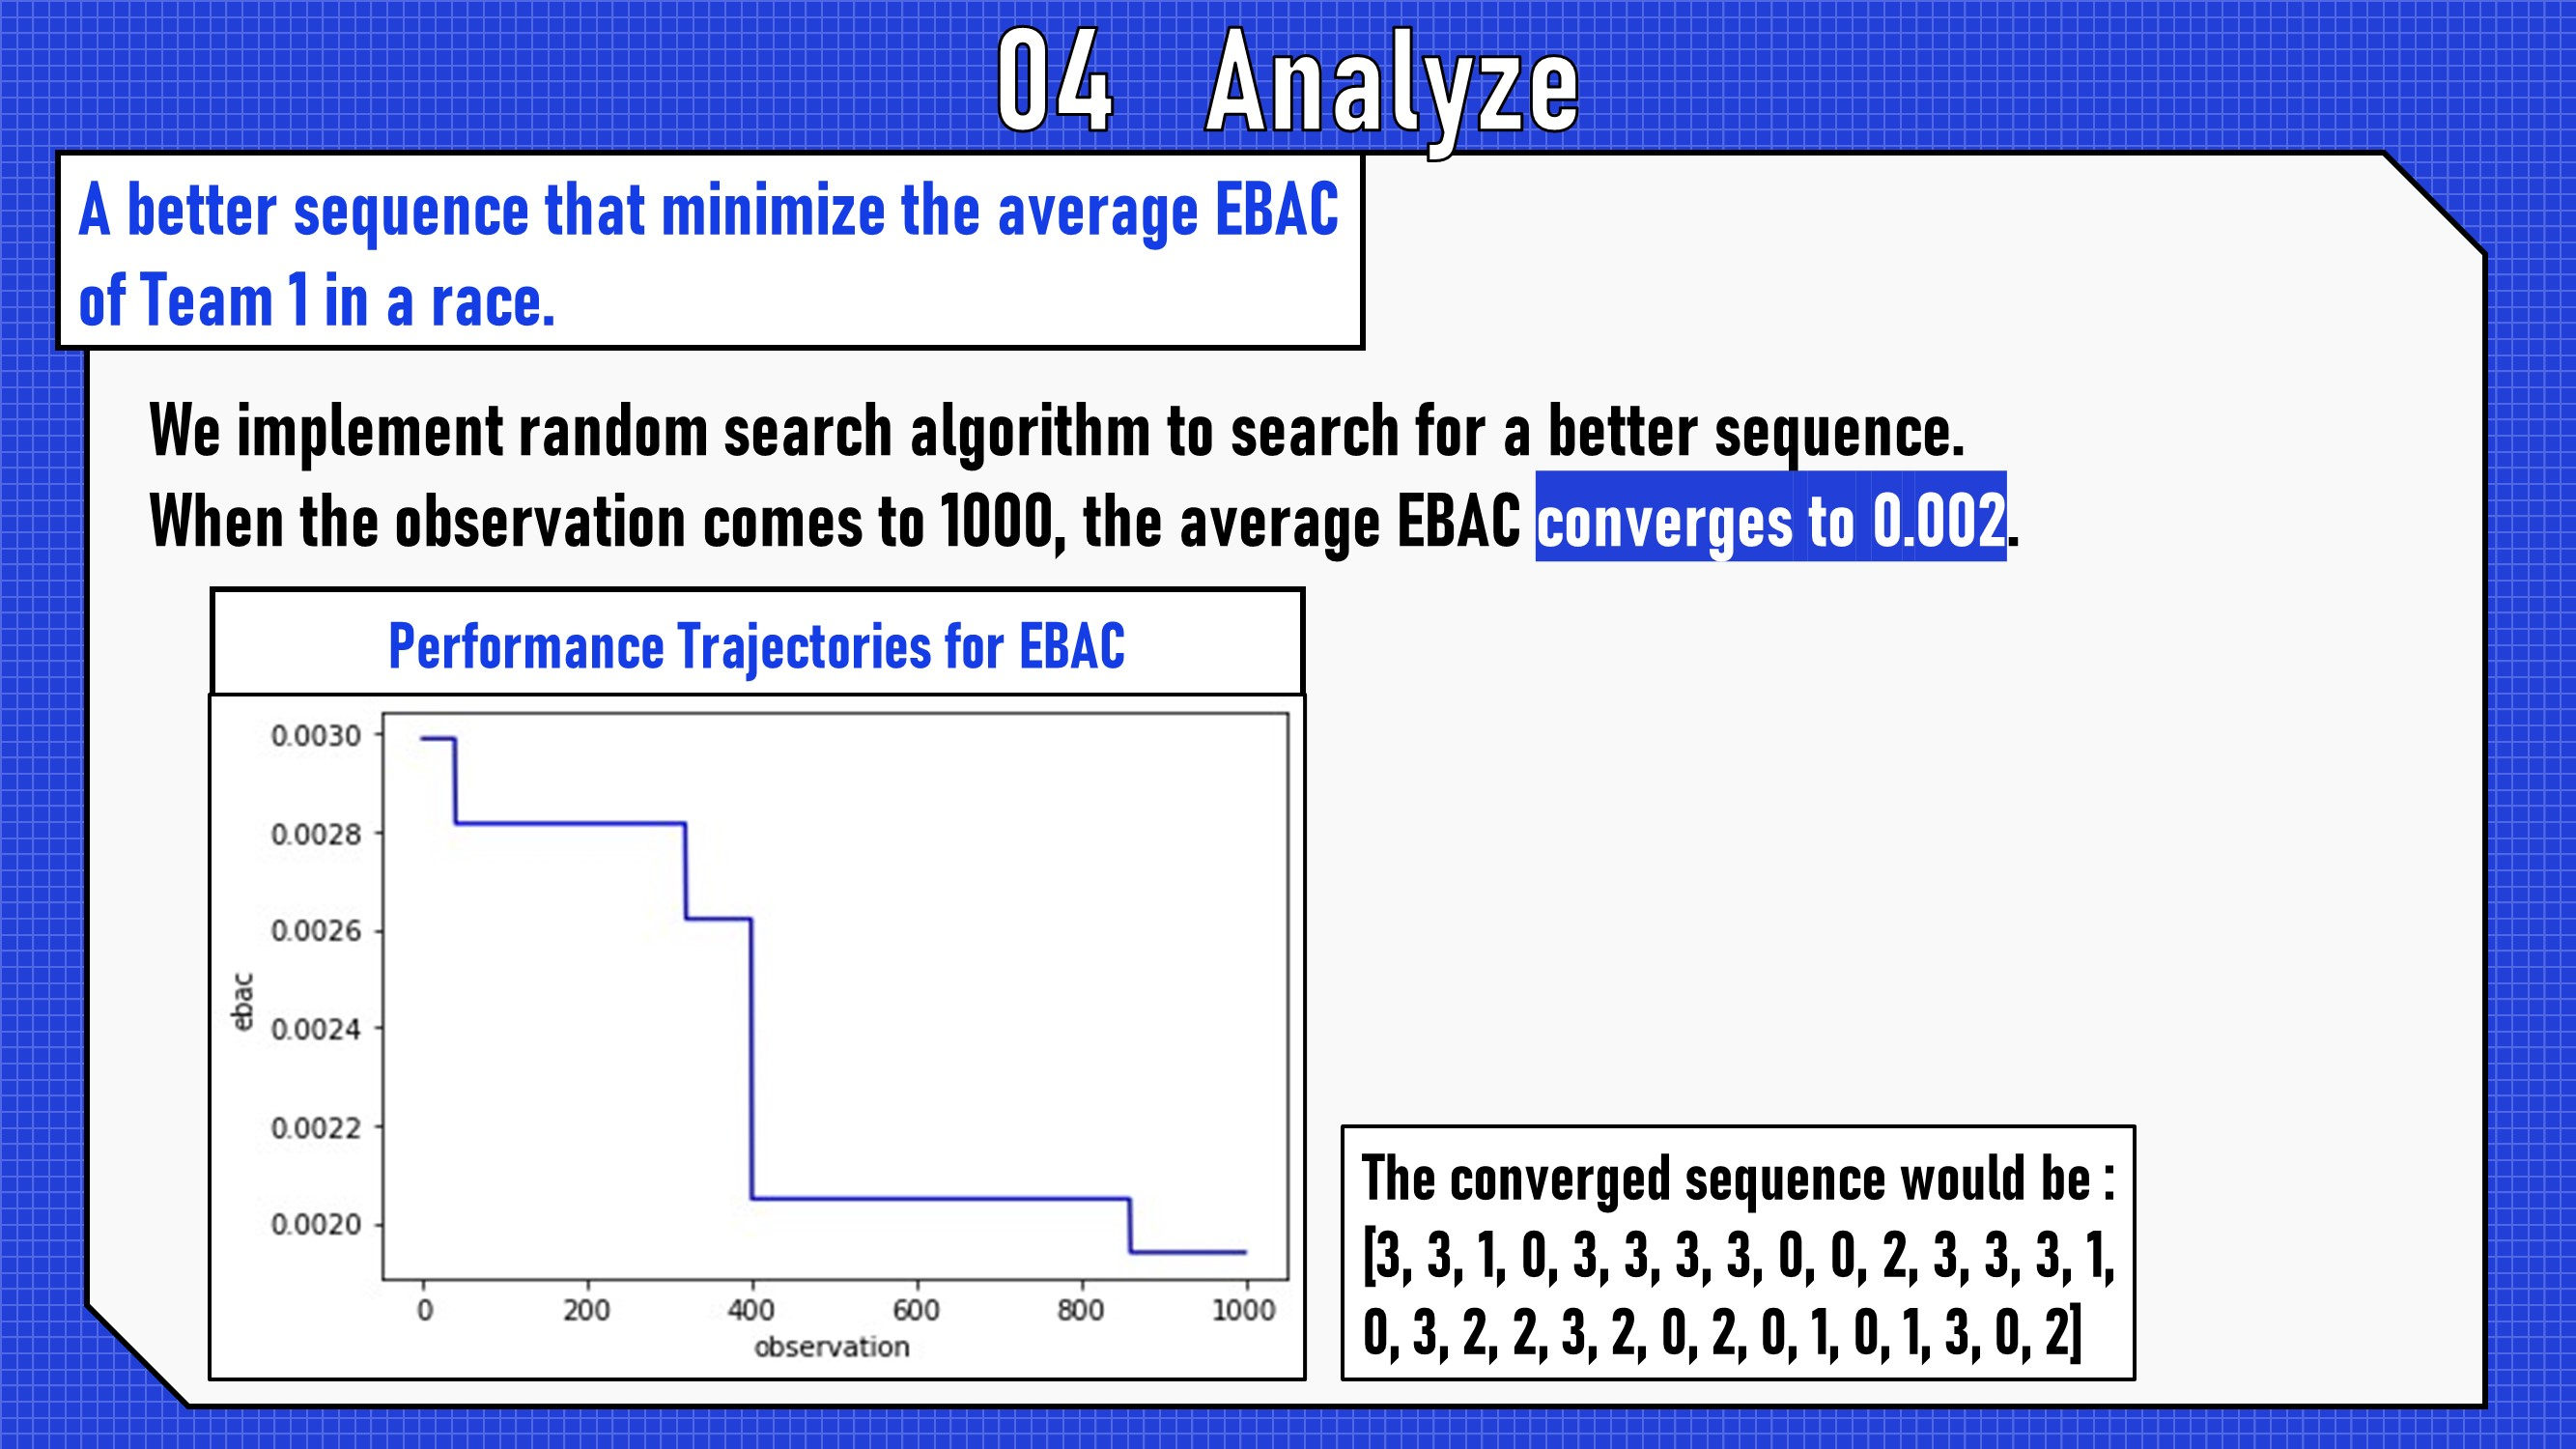 04 Analyze
A better sequence that minimize the average EBAC
of Team 1 in a race.
We implement random search algorithm to search for a better sequence.
When the observation comes to 1000, the average EBAC converges to 0.002.
Performance Trajectories for EBAC
0.0030
0.0028
0.0026
0.0024
0.0022
0.0020
ebac
0 200 400 600 800 1000
observation
The converged sequence would be :
[3, 3, 1, 0, 3, 3, 3, 3, 0, 0, 2, 3, 3, 3, 1,
0, 3, 2, 2, 3, 2, 0, 2, 0, 1, 0, 1, 3, 0, 2]